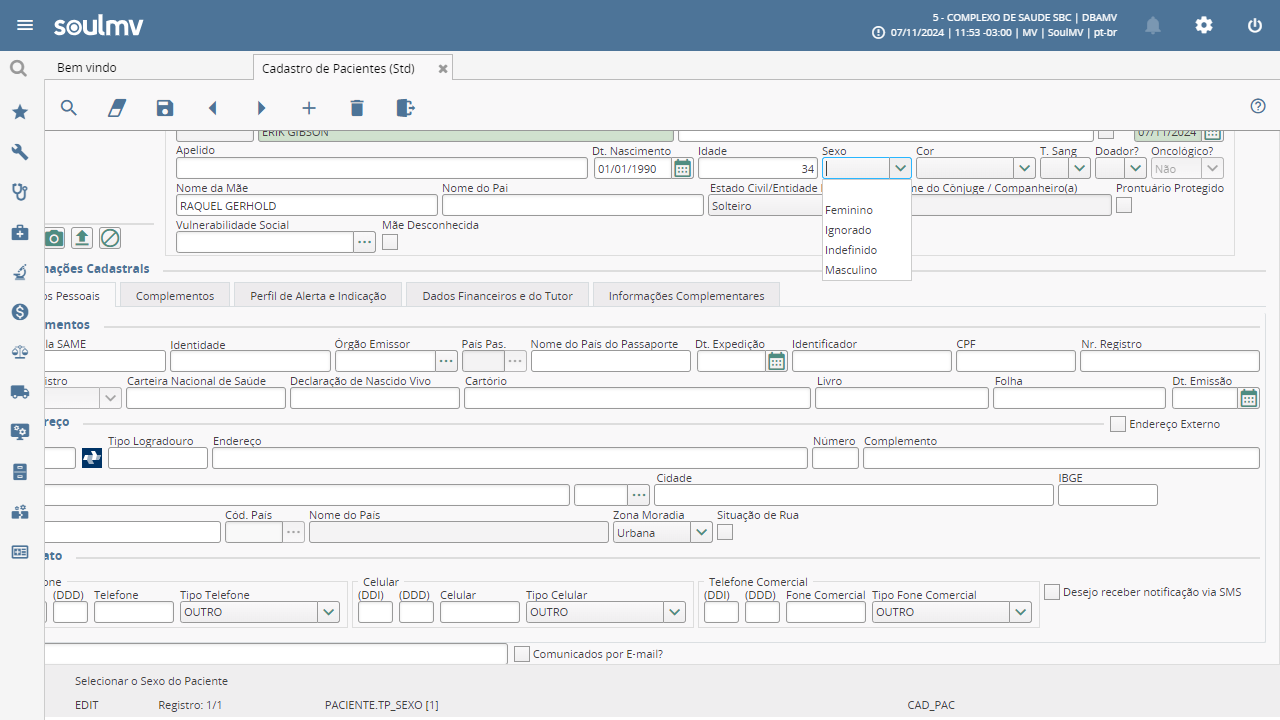 soulmv
5 - COMPLEXO DE SAUDE SBC | DBAMV
07/11/2024 | 11:53 -03:00 | MV | SoulMV | pt-br
Bem vindo
Cadastro de Pacientes (Std)
ERIK GIBSON
07/11/2024
Apelido
Dt. Nascimento
Idade
Sexo
Cor
T. Sang
Doador?
Oncológico?
01/01/1990
34
Não
Nome da Mãe
Nome do Pai
Estado Civil/Entidade
me do Cônjuge / Companheiro(a)
Prontuário Protegido
RAQUEL GERHOLD
Solteiro
Feminino
Ignorado
Indefinido
Masculino
Vulnerabilidade Social
Mãe Desconhecida
mações Cadastrais
os Pessoais
Complementos
Perfil de Alerta e Indicação
Dados Financeiros e do Tutor
Informações Complementares
mentos
la SAME
Identidade
Órgão Emissor
País Pas.
Nome do País do Passaporte
Dt. Expedição
Identificador
CPF
Nr. Registro
istro
Carteira Nacional de Saúde
Declaração de Nascido Vivo
Cartório
Livro
Folha
Dt. Emissão
reço
Endereço Externo
Tipo Logradouro
Endereço
Número
Complemento
Cidade
IBGE
Cód. País
Nome do País
Zona Moradia
Situação de Rua
Urbana
ato
one
Celular
Telefone Comercial
(DDD)
Telefone
Tipo Telefone
(DDI)
(DDD)
Celular
Tipo Celular
(DDI)
(DDD)
Fone Comercial
Tipo Fone Comercial
Desejo receber notificação via SMS
OUTRO
OUTRO
OUTRO
Comunicados por E-mail?
Selecionar o Sexo do Paciente
EDIT
Registro: 1/1
PACIENTE.TP_SEXO [1]
CAD_PAC